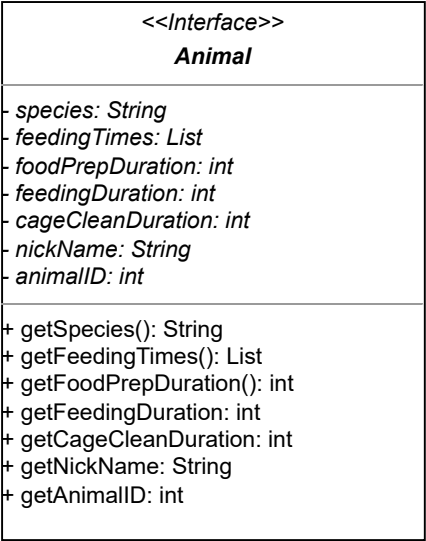 <<Interface>>
Animal
- species: String
- feedingTimes: List
- foodPrepDuration: int
- feedingDuration: int
- cageCleanDuration: int
- nickName: String
- animalID: int
+ getSpecies(): String
+ getFeedingTimes(): List
+ getFoodPrepDuration(): int
+ getFeedingDuration: int
+ getCageCleanDuration: int
+ getNickName: String
+ getAnimalID: int